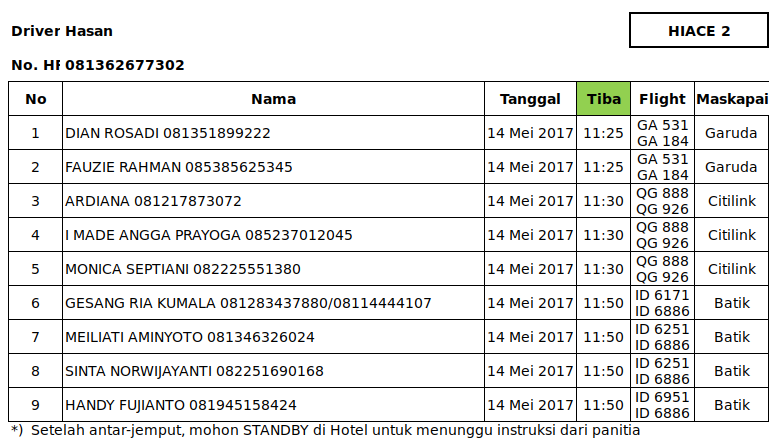 Driver Hasan
HIACE 2
No. HP 081362677302
No Nama Tanggal Tiba Flight Maskapai
1 DIAN ROSADI 081351899222 14 Mei 2017 11:25 GA 531 GA 184 Garuda
2 FAUZIE RAHMAN 085385625345 14 Mei 2017 11:25 GA 531 GA 184 Garuda
3 ARDIANA 081217873072 14 Mei 2017 11:30 QG 888 QG 926 Citilink
4 I MADE ANGGA PRAYOGA 085237012045 14 Mei 2017 11:30 QG 888 QG 926 Citilink
5 MONICA SEPTIANI 082225551380 14 Mei 2017 11:30 QG 888 QG 926 Citilink
6 GESANG RIA KUMALA 081283437880/08114444107 14 Mei 2017 11:50 ID 6171 ID 6886 Batik
7 MEILIATI AMINYOTO 081346326024 14 Mei 2017 11:50 ID 6251 ID 6886 Batik
8 SINTA NORWIJAYANTI 082251690168 14 Mei 2017 11:50 ID 6251 ID 6886 Batik
9 HANDY FUJIANTO 081945158424 14 Mei 2017 11:50 ID 6951 ID 6886 Batik
*) Setelah antar-jemput, mohon STANDBY di Hotel untuk menunggu instruksi dari panitia